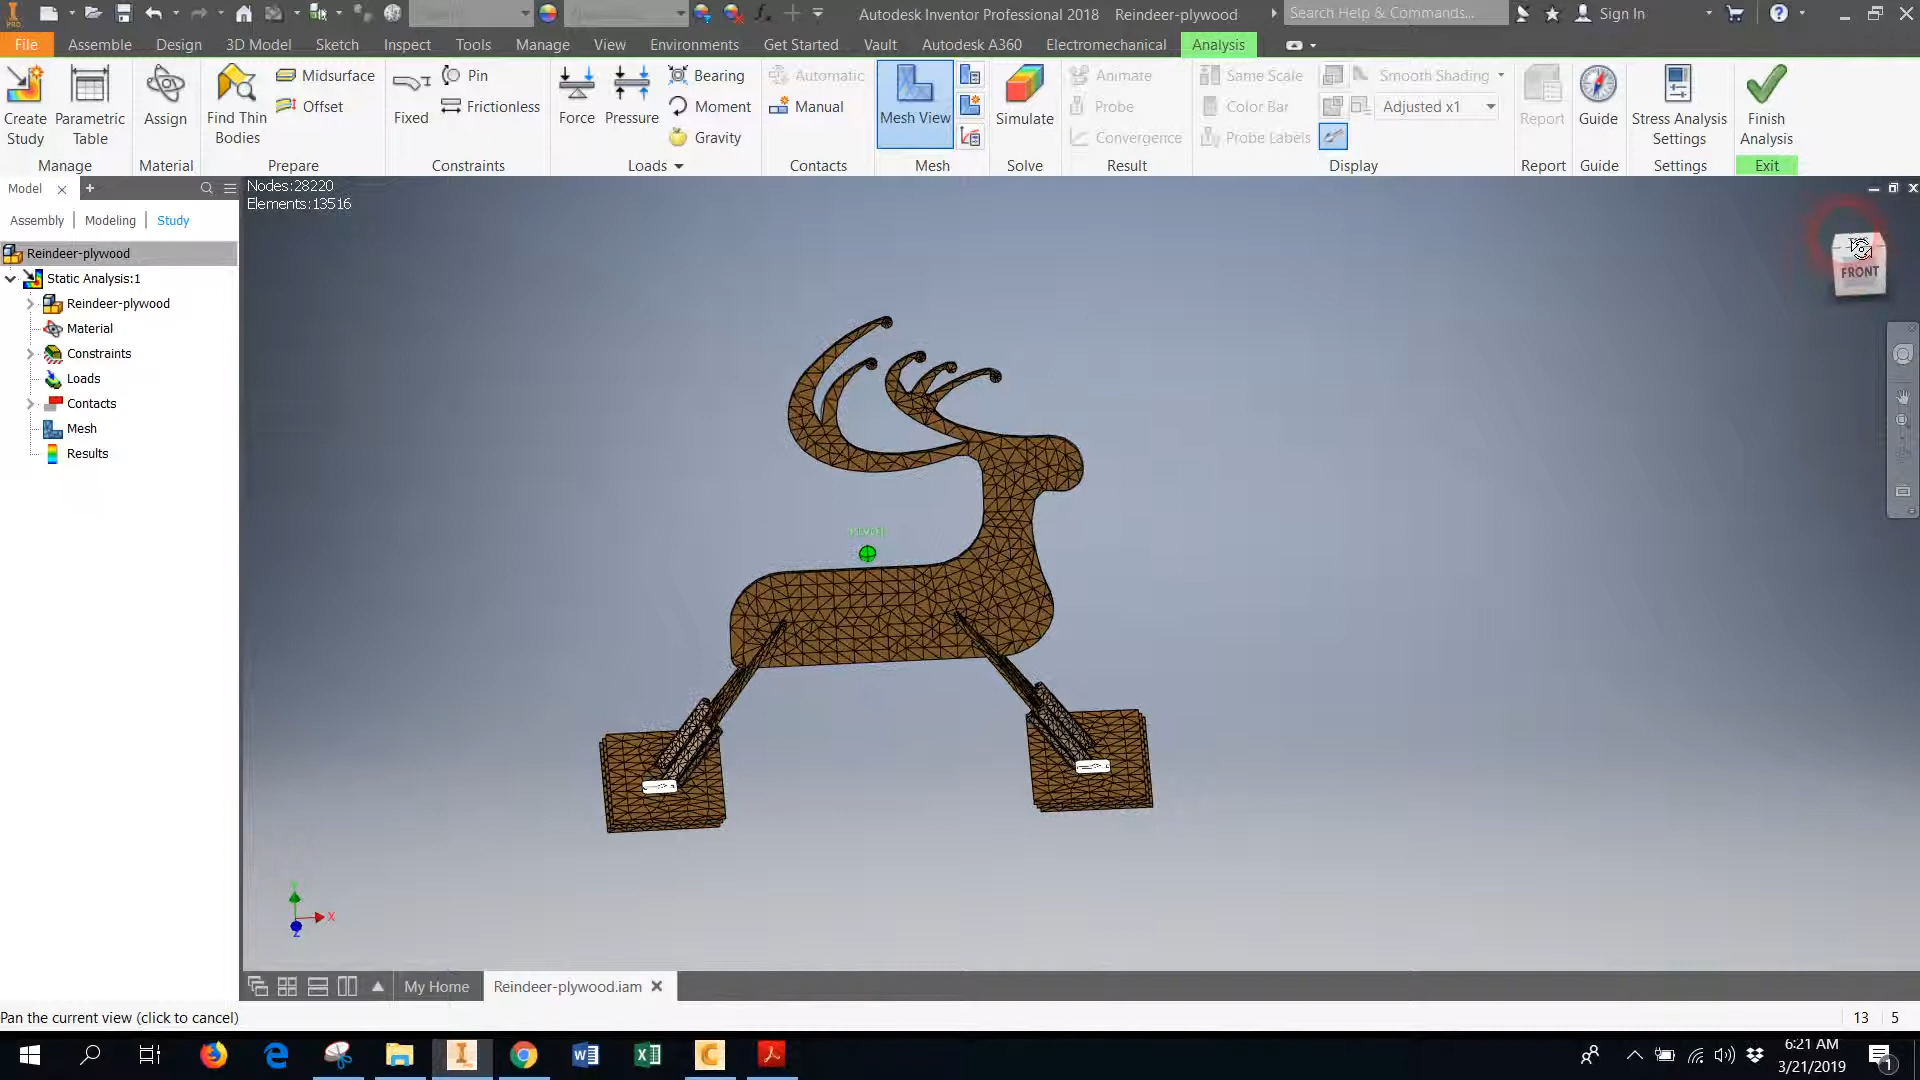 Autodesk Inventor Professional 2018 Reindeer-plywood
Search Help & Commands...
Sign In
File Assemble Design 3D Model Sketch Inspect Tools Manage View Environments Get Started Vault Autodesk A360 Electromechanical Analysis
Create Study
Parametric Table
Manage
Assign
Material
Find Thin Bodies
Midsurface
Offset
Prepare
Fixed
Pin
Frictionless
Constraints
Force
Pressure
Bearing
Moment
Gravity
Loads
Automatic
Manual
Contacts
Mesh View
Mesh
Simulate
Solve
Animate
Probe
Convergence
Result
Same Scale
Color Bar
Probe Labels
Smooth Shading
Adjusted x1
Display
Report
Report
Guide
Guide
Stress Analysis Settings
Settings
Finish Analysis
Exit
Model
Assembly Modeling Study
Reindeer-plywood
Static Analysis:1
Reindeer-plywood
Material
Constraints
Loads
Contacts
Mesh
Results
Nodes:28220
Elements:13516
FRONT
Y
X
Z
My Home Reindeer-plywood.iam
Pan the current view (click to cancel)
13 5
6:21 AM
3/21/2019
1